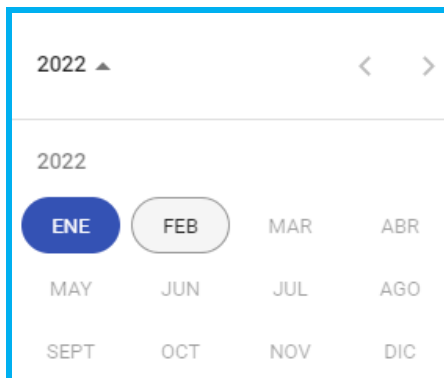 2022
2022
ENE FEB MAR ABR
MAY JUN JUL AGO
SEPT OCT NOV DIC